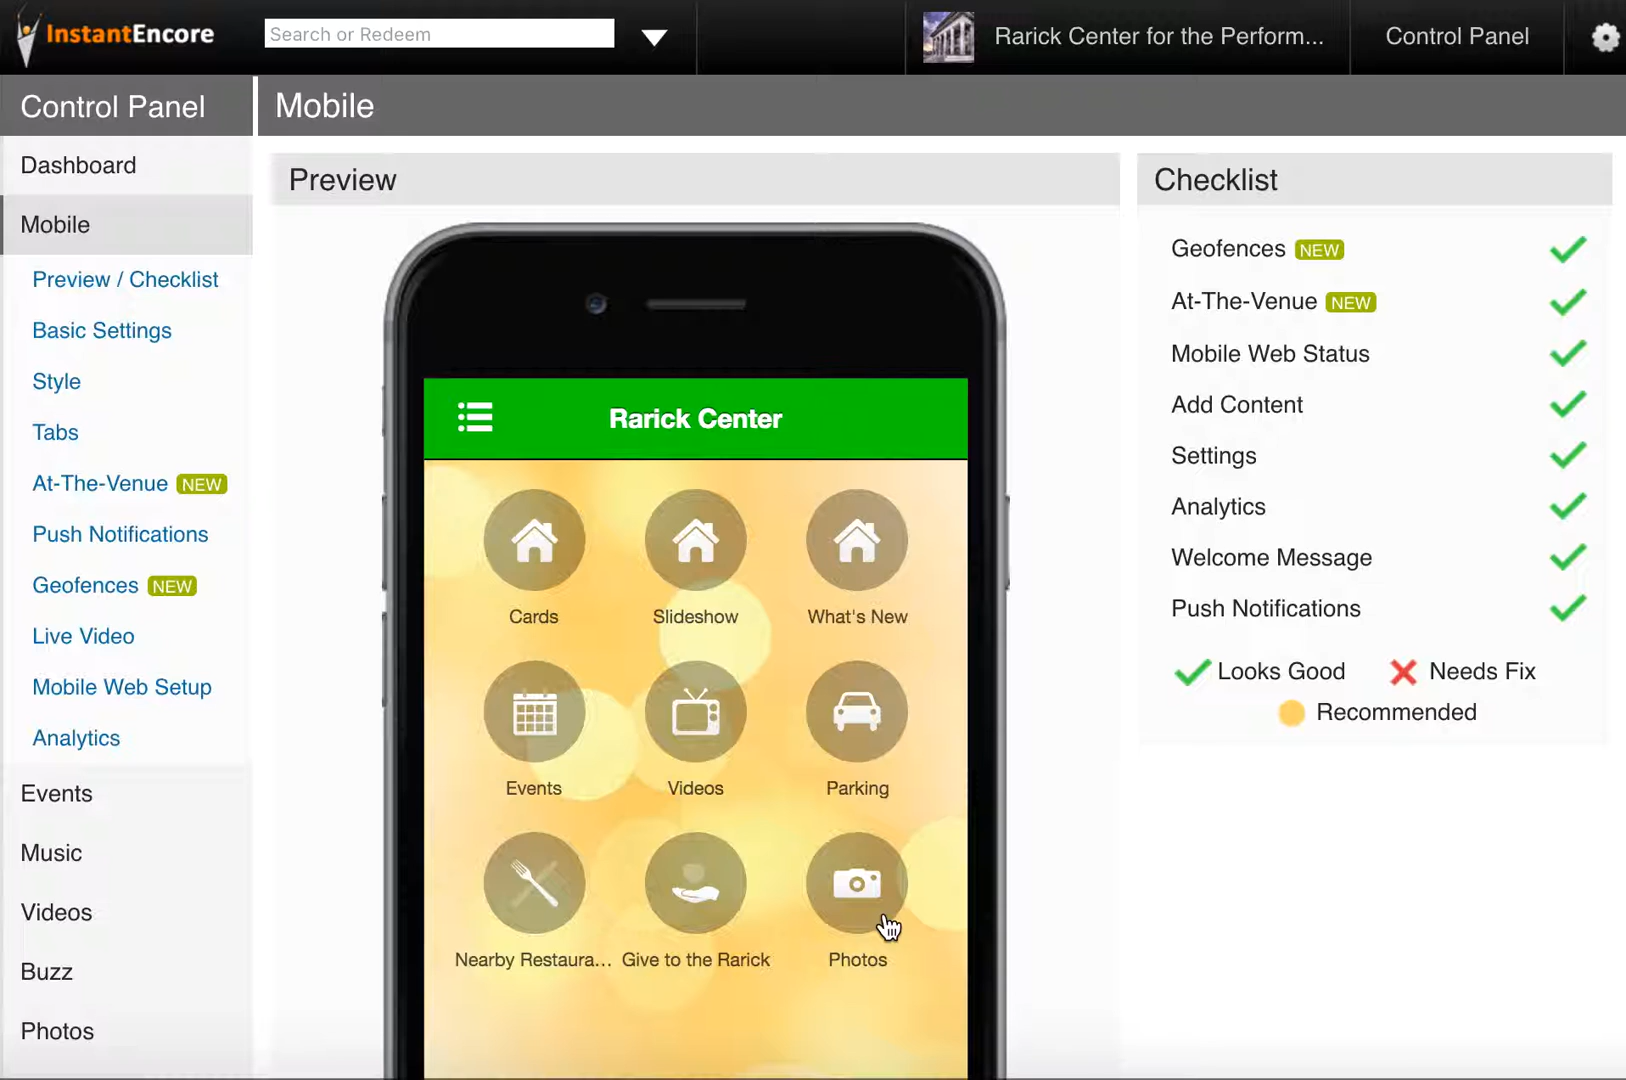 InstantEncore
Search or Redeem
Rarick Center for the Perform...
Control Panel
Control Panel
Mobile
Dashboard
Mobile
Preview / Checklist
Basic Settings
Style
Tabs
At-The-Venue NEW
Push Notifications
Geofences NEW
Live Video
Mobile Web Setup
Analytics
Events
Music
Videos
Buzz
Photos
Preview
Rarick Center
Cards
Slideshow
What's New
Events
Videos
Parking
Nearby Restaura...
Give to the Rarick
Photos
Checklist
Geofences NEW
At-The-Venue NEW
Mobile Web Status
Add Content
Settings
Analytics
Welcome Message
Push Notifications
Looks Good
Needs Fix
Recommended